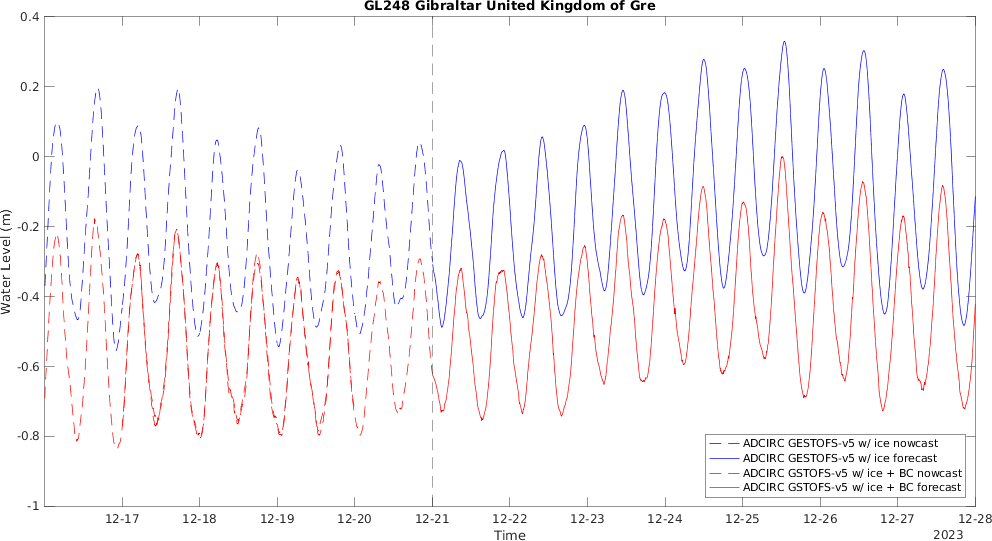 GL248 Gibraltar United Kingdom of Gre
0.4
0.2
0
-0.2
-0.4
-0.6
-0.8
-1
Water Level (m)
ADCIRC GESTOFS-v5 w/ ice nowcast
ADCIRC GESTOFS-v5 w/ ice forecast
ADCIRC GSTOFS-v5 w/ ice + BC nowcast
ADCIRC GSTOFS-v5 w/ ice + BC forecast
12-17 12-18 12-19 12-20 12-21 12-22 12-23 12-24 12-25 12-26 12-27 12-28
Time
2023